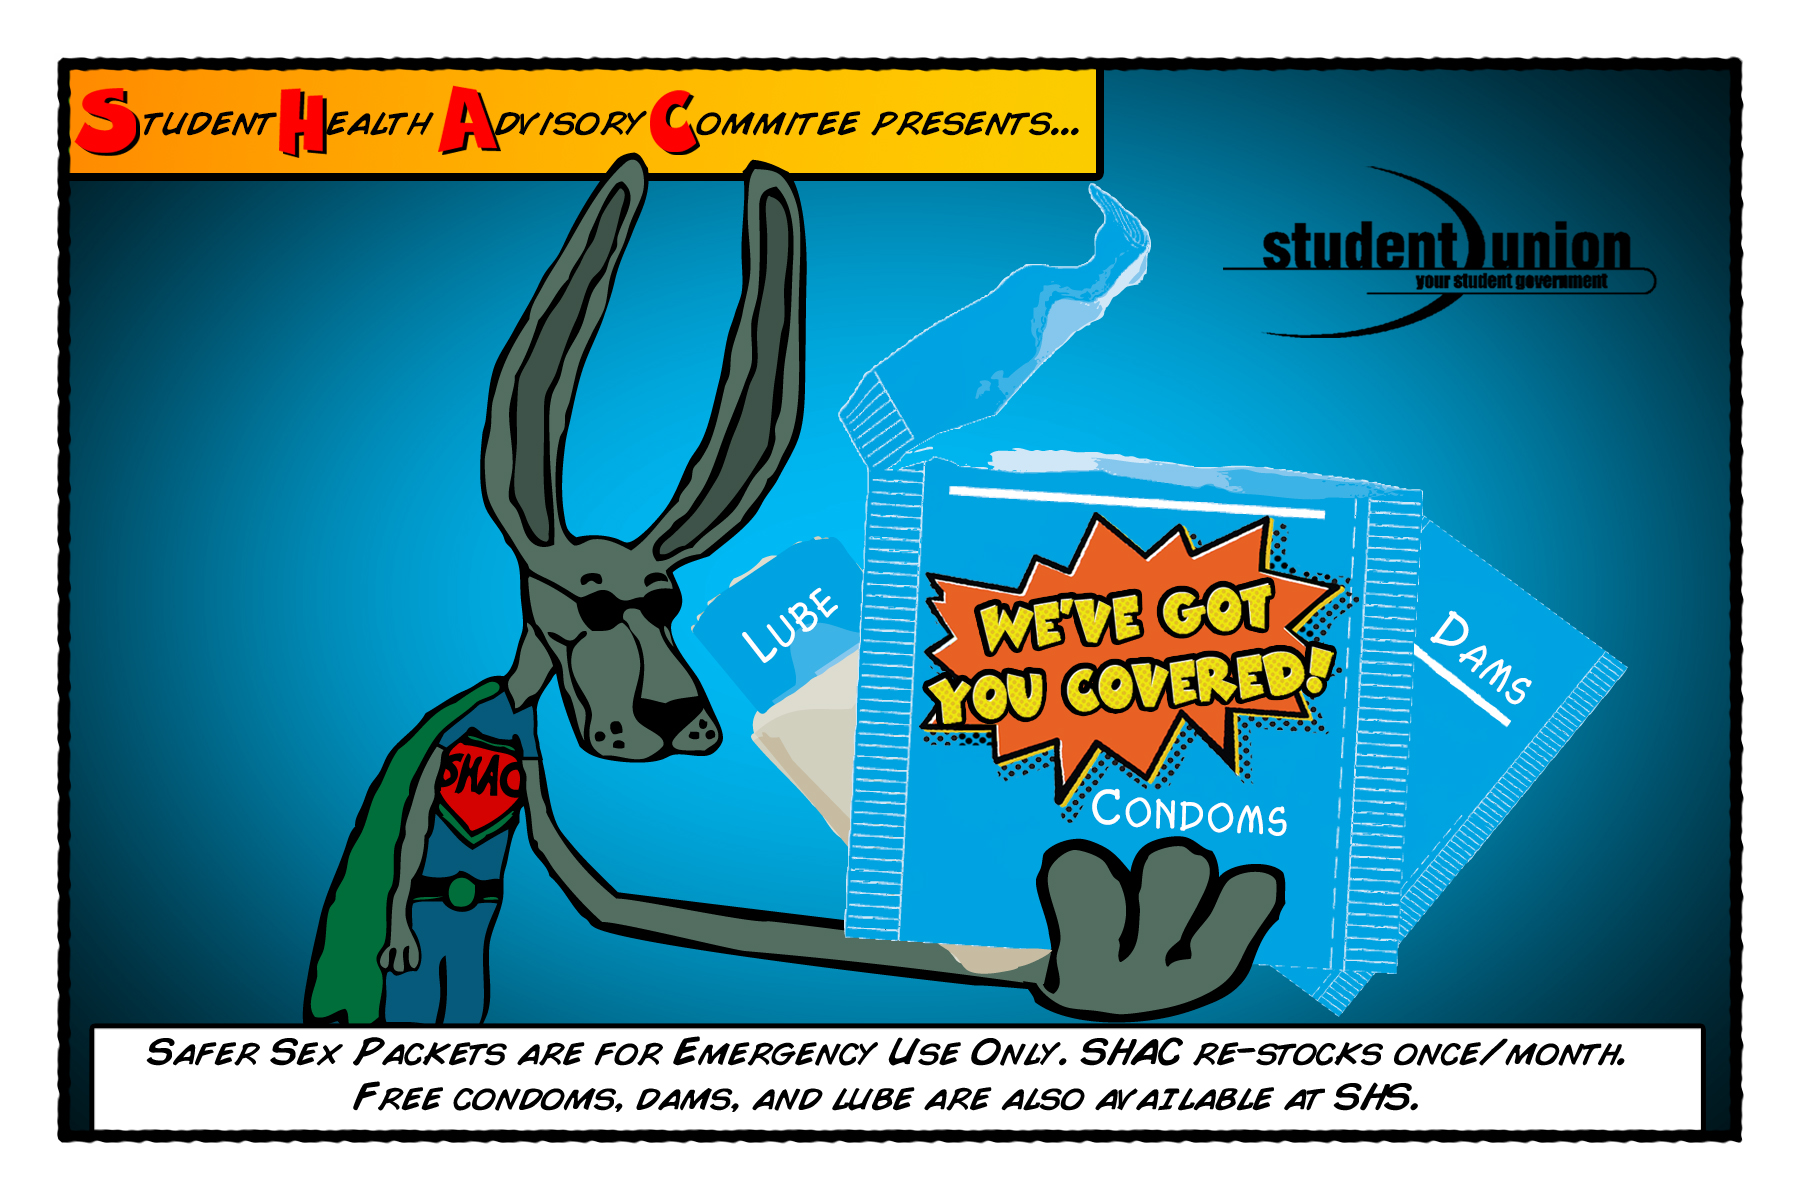 Student Health Advisory Commitee presents...
student union
your student government
Lube
We've got
you covered!
Dams
SHAC
Condoms
Safer Sex Packets are for Emergency Use Only. SHAC re-stocks once/month.
Free condoms, dams, and lube are also available at SHS.